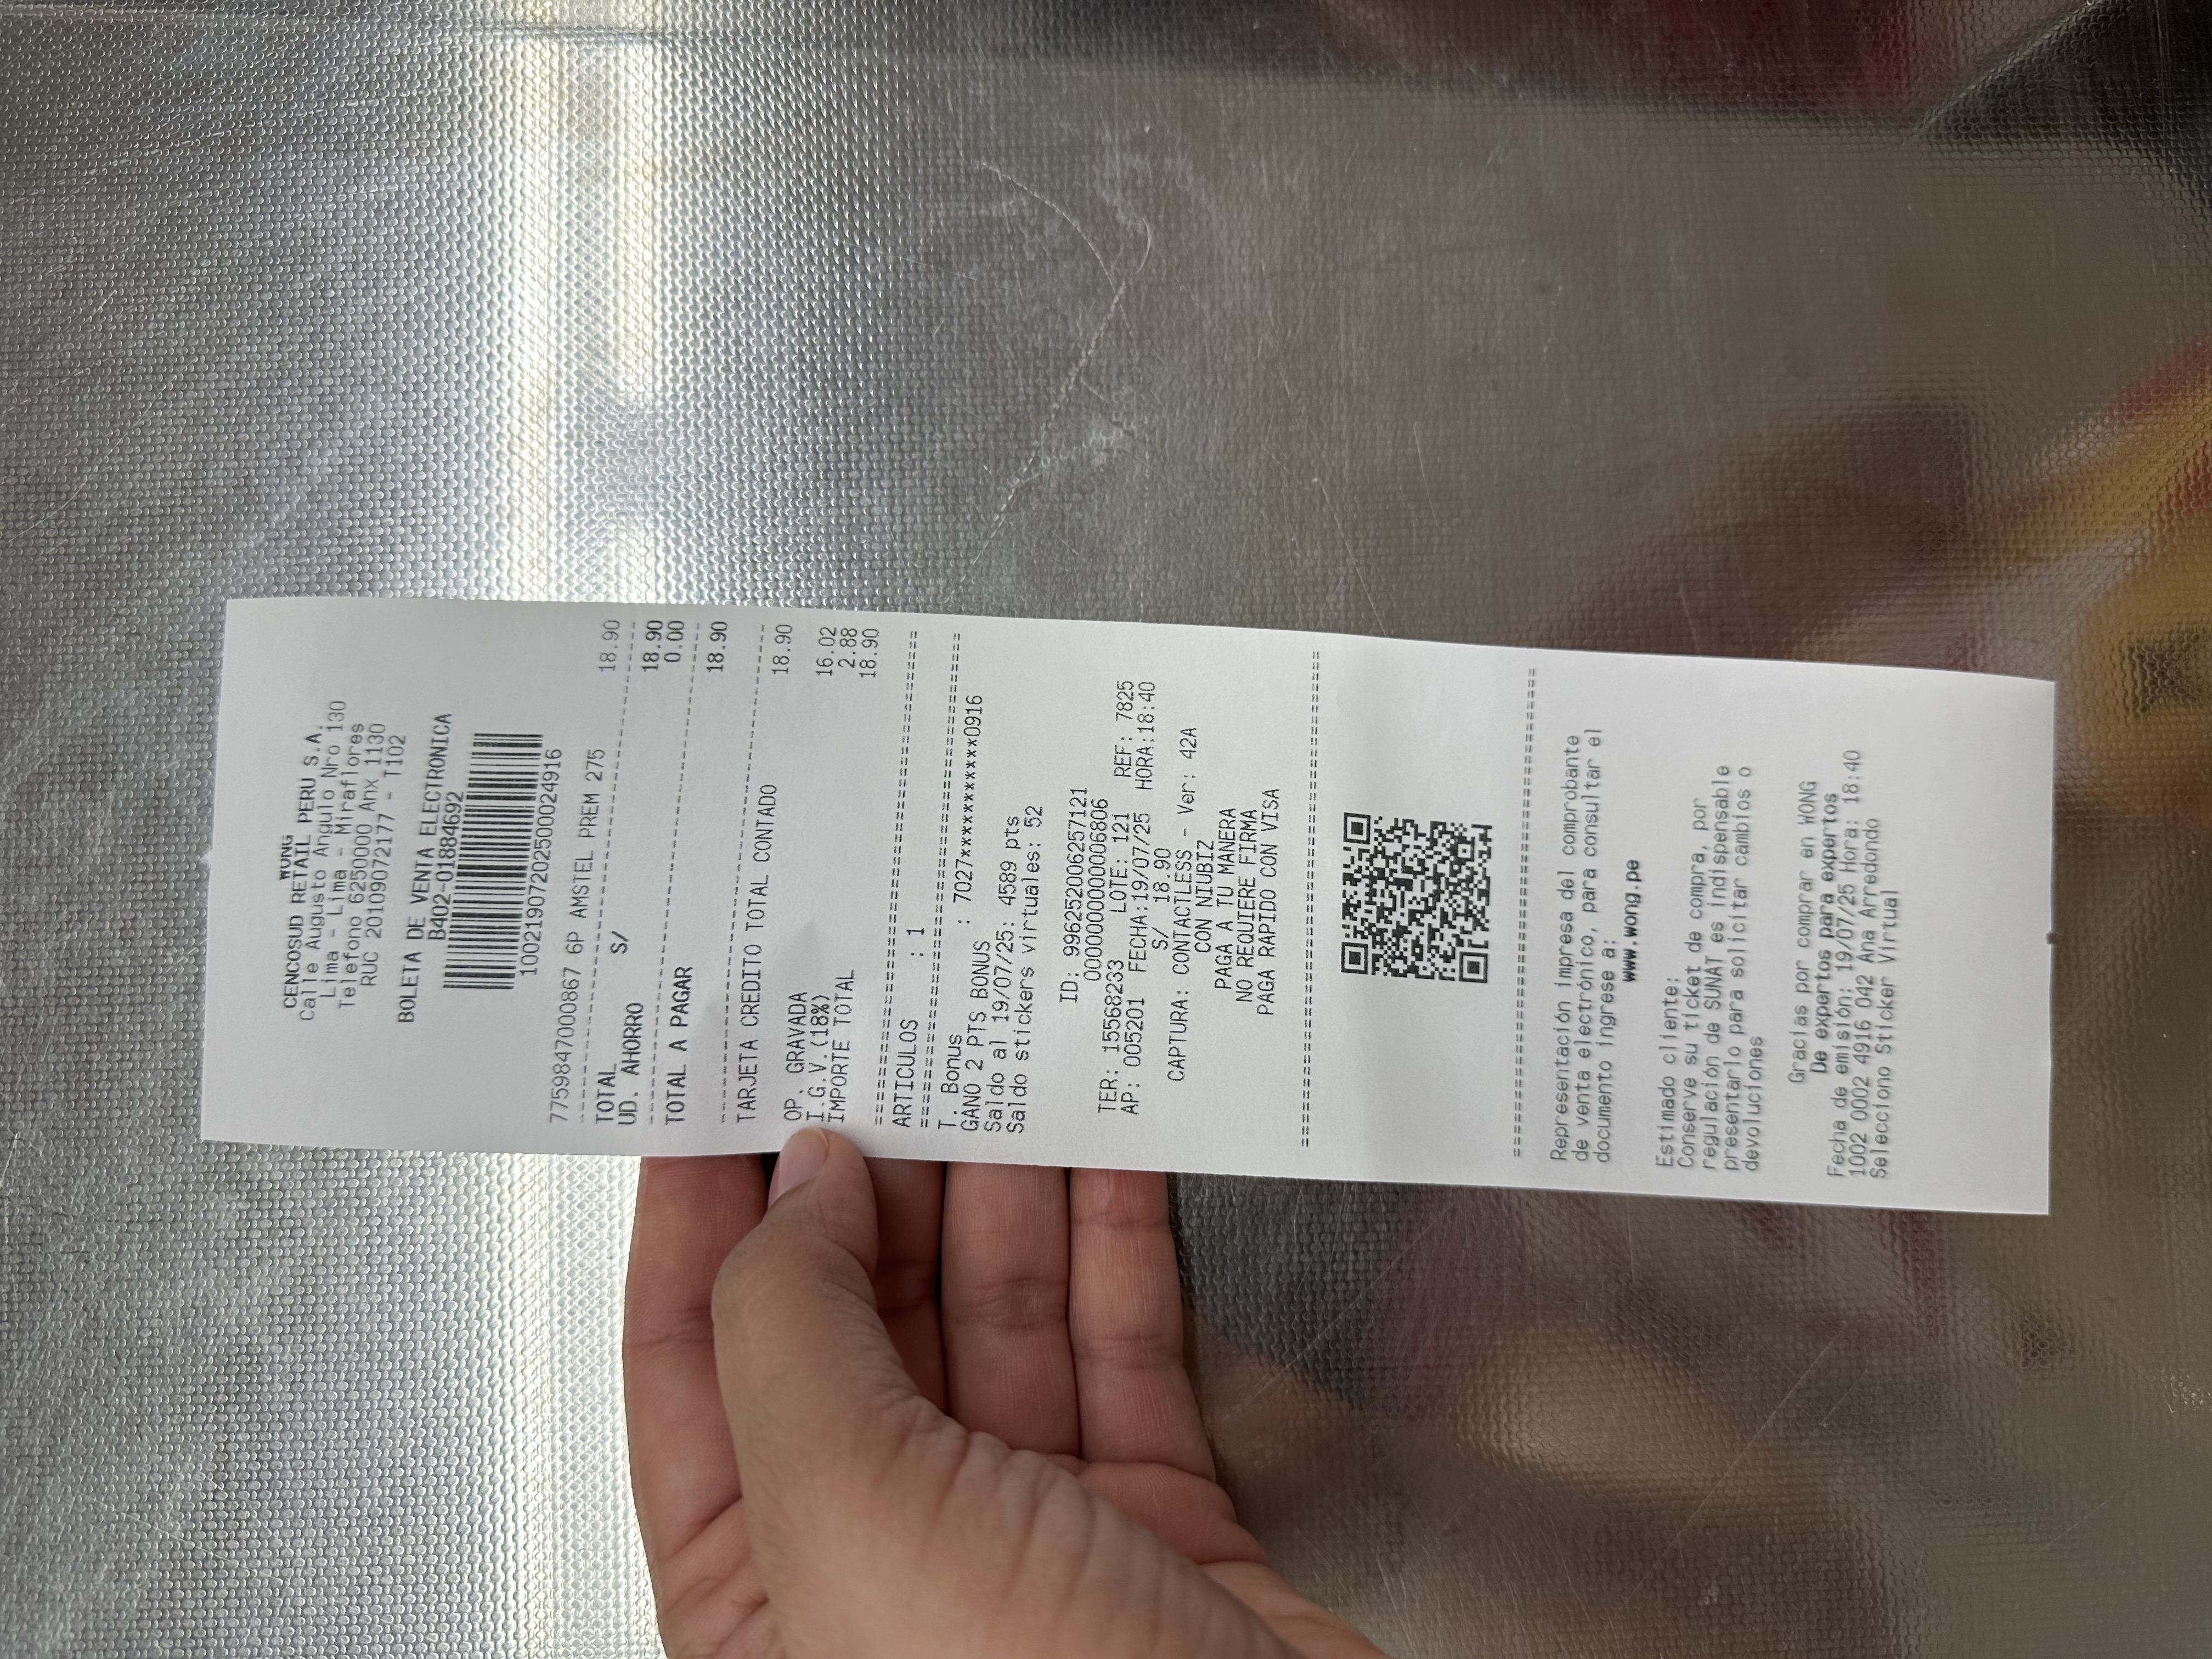 WONG
CENCOSUD RETAIL PERU S.A.
Calle Augusto Angulo Nro 130
Lima - Lima - Miraflores
Telefono 6250000 Anx 1130
RUC 20109072177 - T102
BOLETA DE VENTA ELECTRONICA
B402-01884692
10021907202500024916
7759847000867 6P AMSTEL PREM 275 18.90
TOTAL S/ 18.90
UD. AHORRO 0.00
TOTAL A PAGAR 18.90
TARJETA CREDITO TOTAL CONTADO 18.90
OP. GRAVADA 16.02
I.G.V.(18%) 2.88
IMPORTE TOTAL 18.90
ARTICULOS : 1
T. Bonus : 7027***********0916
GANO 2 PTS BONUS
Saldo al 19/07/25: 4589 pts
Saldo stickers virtuales: 52
ID: 996252006257121
0000000000006806
TER: 15568233 LOTE: 121 REF: 7825
AP: 005201 FECHA:19/07/25 HORA:18:40
S/ 18.90
CAPTURA: CONTACTLESS - Ver: 42A
CON NIUBIZ
PAGA A TU MANERA
NO REQUIERE FIRMA
PAGA RAPIDO CON VISA
Representación impresa del comprobante
de venta electrónico, para consultar el
documento ingrese a:
www.wong.pe
Estimado cliente:
Conserve su ticket de compra, por
regulación de SUNAT es indispensable
presentarlo para solicitar cambios o
devoluciones
Gracias por comprar en WONG
De expertos para expertos
Fecha de emisión: 19/07/25 Hora: 18:40
1002 0002 4916 042 Ana Arredondo
Selecciono Sticker Virtual